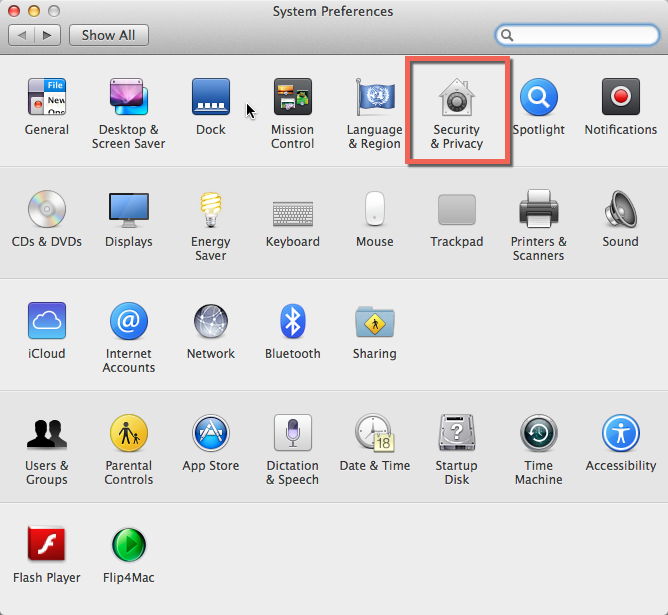 System Preferences
Show All
File
New
Ope
General
Desktop &
Screen Saver
Dock
Mission
Control
Language
& Region
Security
& Privacy
Spotlight
Notifications
CDs & DVDs
Displays
Energy
Saver
Keyboard
Mouse
Trackpad
Printers &
Scanners
Sound
iCloud
@
Internet
Accounts
Network
Bluetooth
Sharing
Users &
Groups
Parental
Controls
App Store
Dictation
& Speech
18
Date & Time
?
Startup
Disk
Time
Machine
Accessibility
Flash Player
Flip4Mac